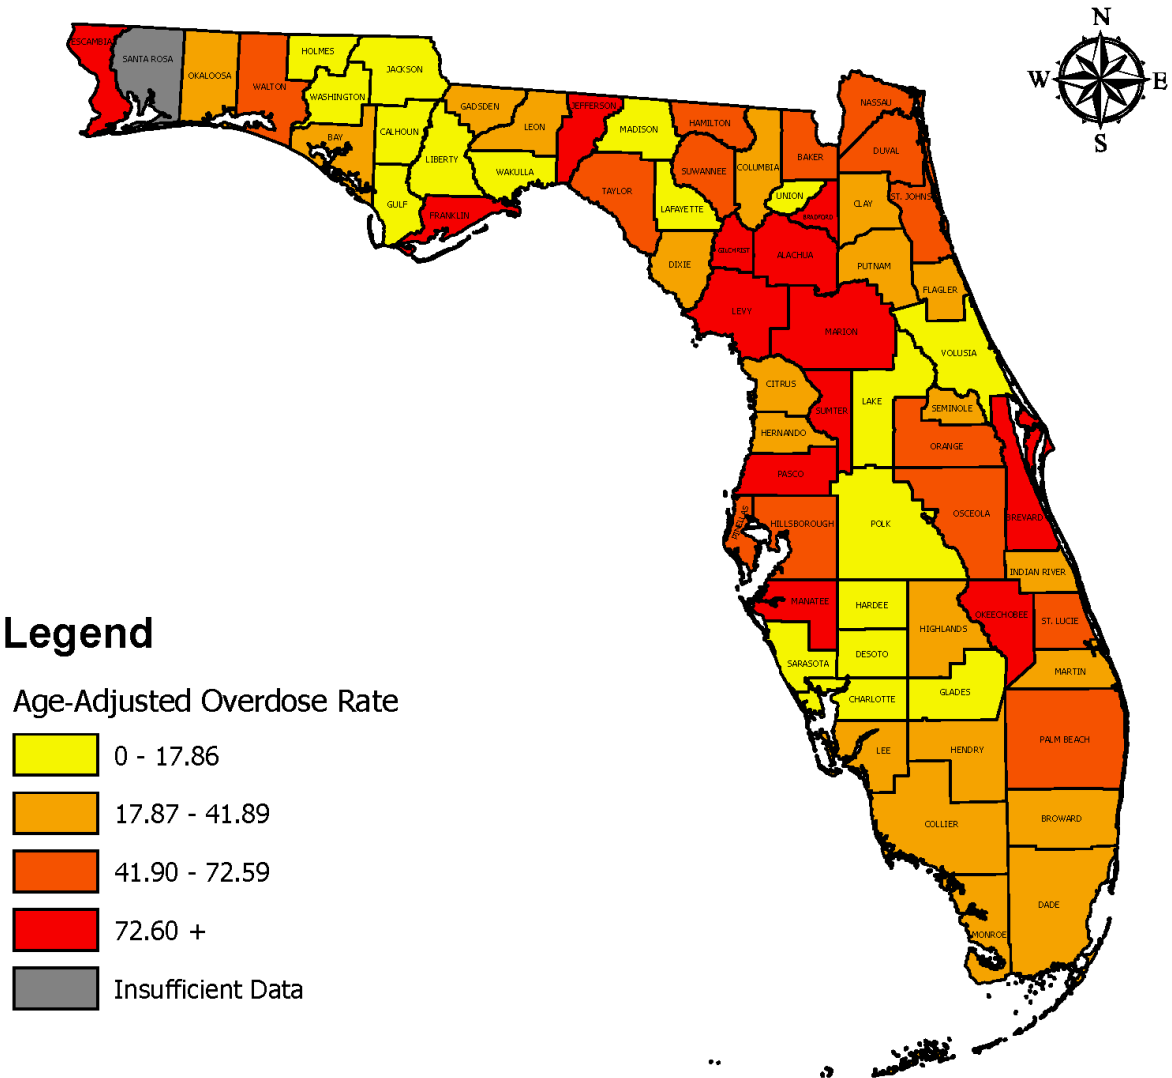 N
W
E
S
ESCAMBIA
SANTA ROSA
OKALOOSA
WALTON
HOLMES
WASHINGTON
JACKSON
BAY
CALHOUN
GULF
LIBERTY
GADSDEN
LEON
WAKULLA
FRANKLIN
JEFFERSON
MADISON
TAYLOR
HAMILTON
SUWANNEE
LAFAYETTE
DIXIE
COLUMBIA
GILCHRIST
LEVY
BAKER
UNION
BRADFORD
ALACHUA
MARION
NASSAU
DUVAL
CLAY
ST. JOHNS
PUTNAM
FLAGLER
VOLUSIA
CITRUS
HERNANDO
SUMTER
LAKE
SEMINOLE
ORANGE
PASCO
PINELLAS
HILLSBOROUGH
POLK
OSCEOLA
BREVARD
INDIAN RIVER
MANATEE
HARDEE
HIGHLANDS
OKEECHOBEE
ST. LUCIE
SARASOTA
DESOTO
MARTIN
CHARLOTTE
GLADES
LEE
HENDRY
PALM BEACH
COLLIER
BROWARD
MONROE
DADE
Legend
Age-Adjusted Overdose Rate
0 - 17.86
17.87 - 41.89
41.90 - 72.59
72.60 +
Insufficient Data